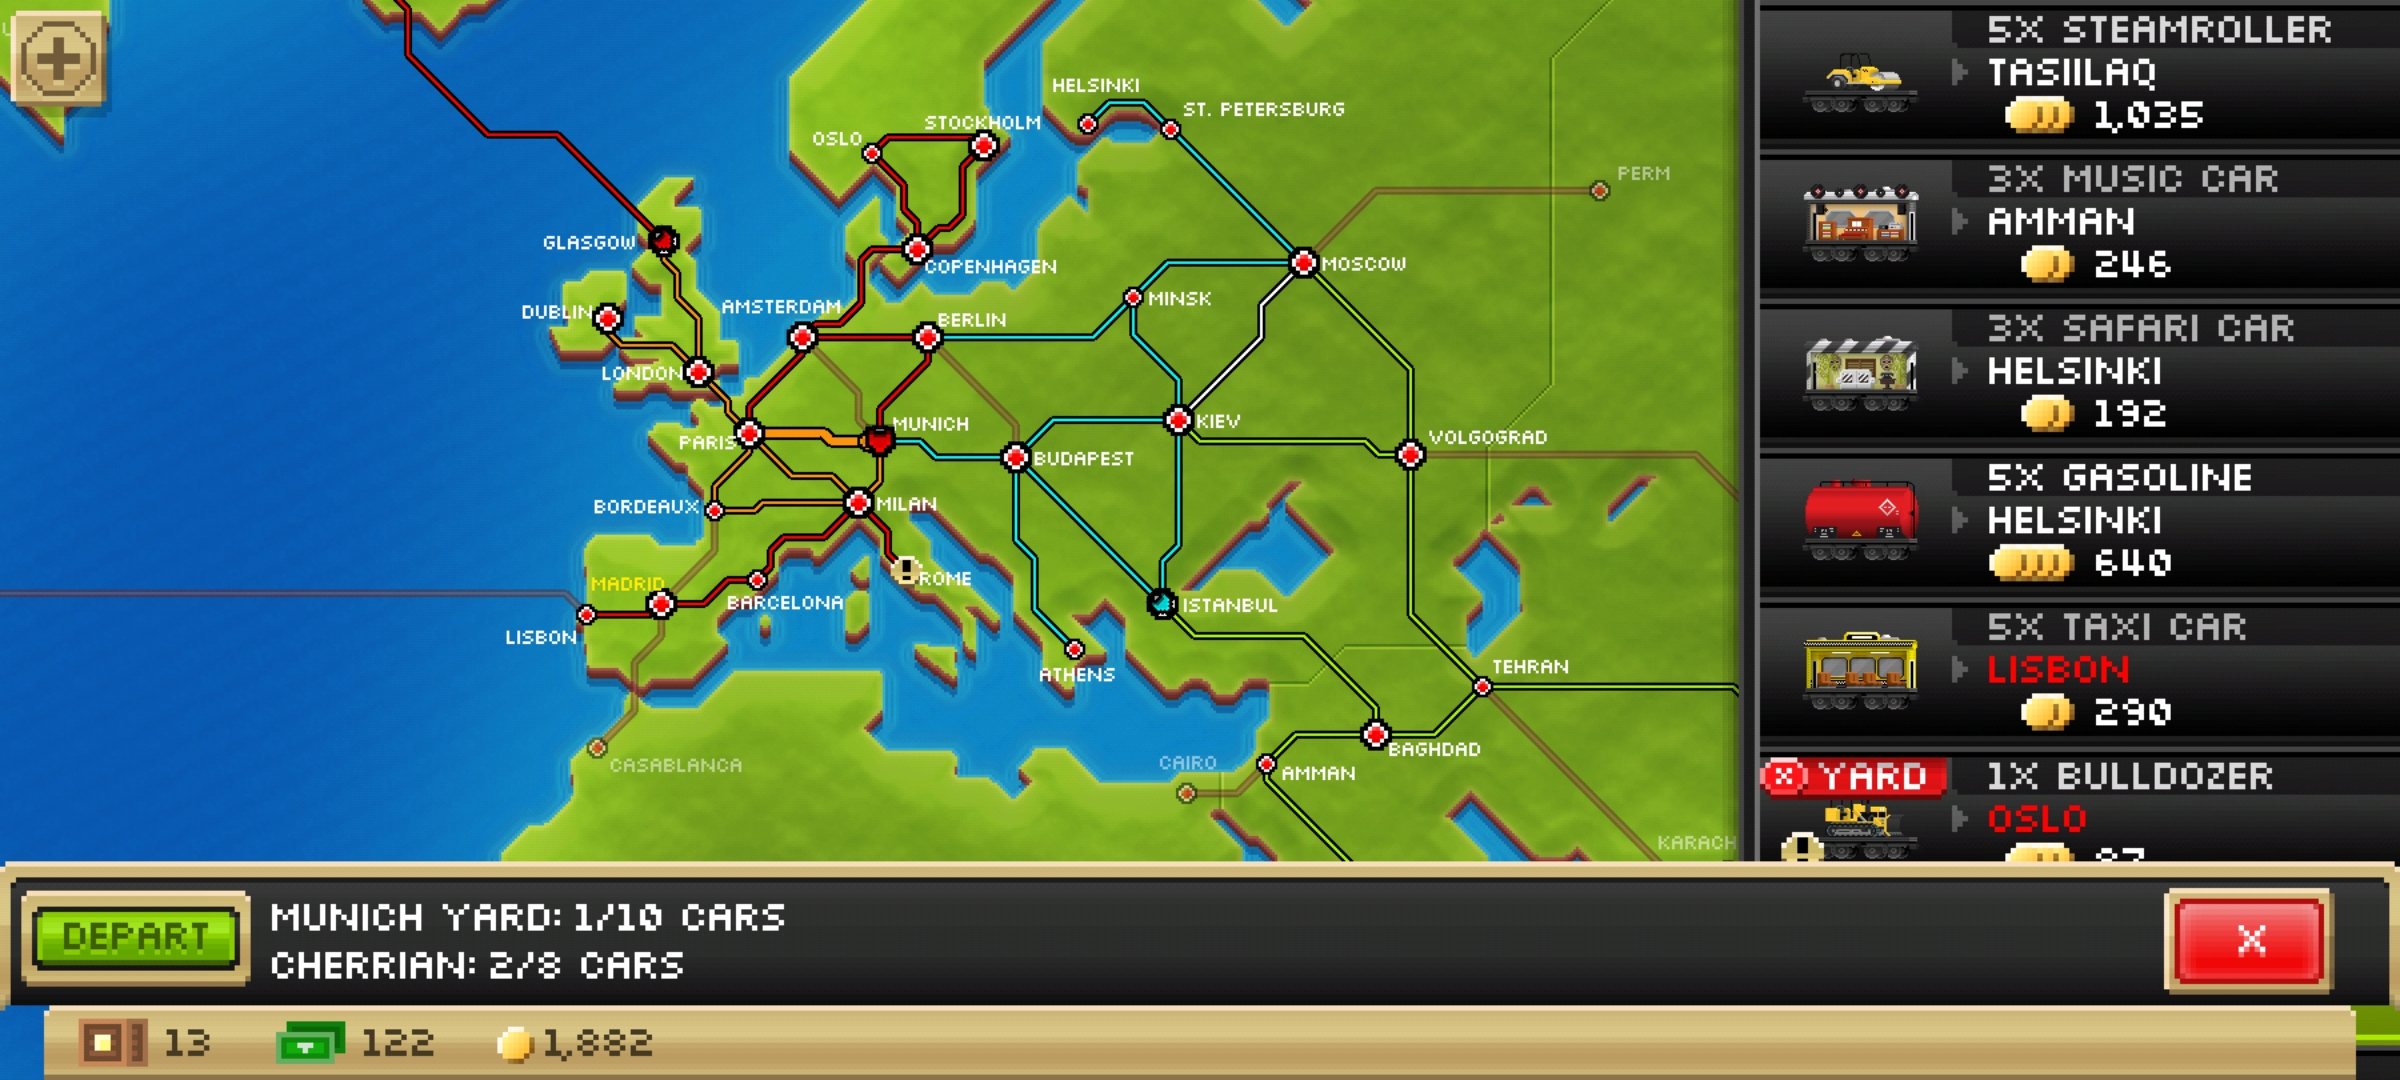 HELSINKI
ST. PETERSBURG
STOCKHOLM
OSLO
PERM
GLASGOW
COPENHAGEN
MOSCOW
DUBLIN
AMSTERDAM
BERLIN
MINSK
LONDON
PARIS
MUNICH
BUDAPEST
KIEV
VOLGOGRAD
BORDEAUX
MILAN
MADRID
BARCELONA
ROME
ISTANBUL
LISBON
ATHENS
TEHRAN
CASABLANCA
CAIRO
AMMAN
BAGHDAD
KARACH
5X STEAMROLLER
TASIILAQ
1,035
3X MUSIC CAR
AMMAN
246
3X SAFARI CAR
HELSINKI
192
5X GASOLINE
HELSINKI
640
5X TAXI CAR
LISBON
290
X YARD
1X BULLDOZER
OSLO
DEPART
MUNICH YARD: 1/10 CARS
CHERRIAN: 2/8 CARS
X
13
122
1,882